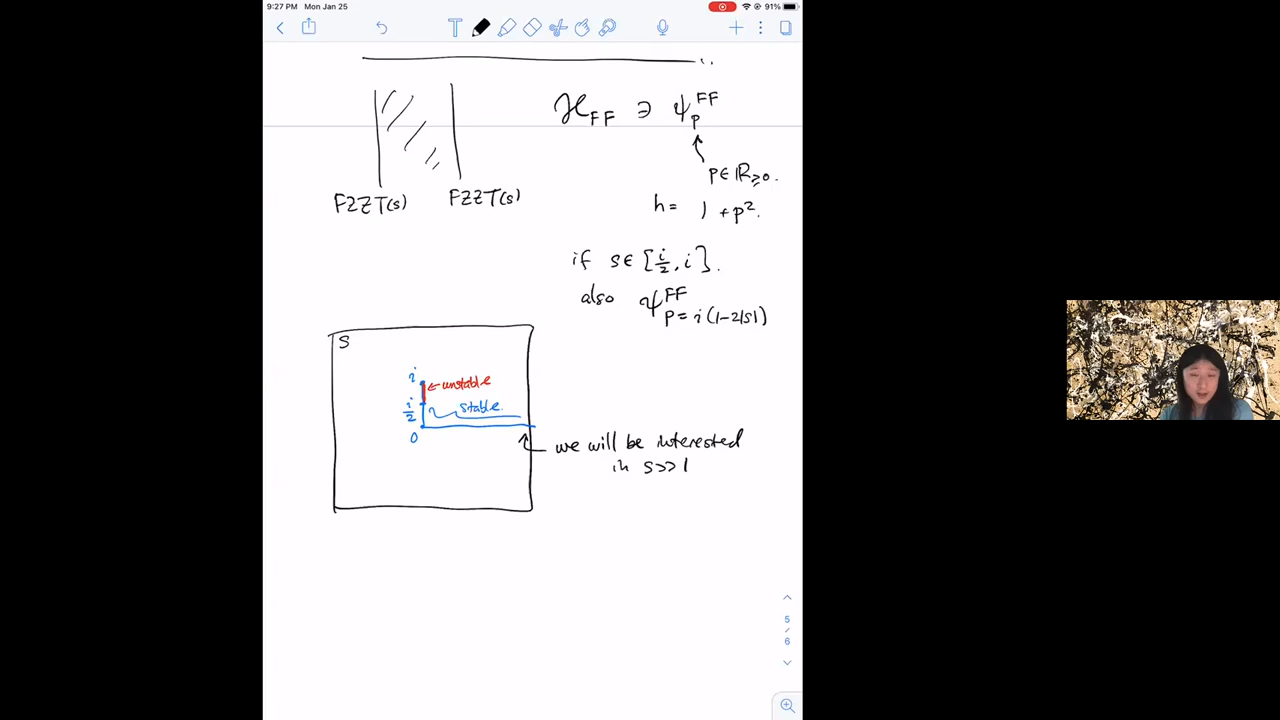 9:27 PM Mon Jan 25
91%
T
FZZT(s) FZZT(s)
ℋ_FF ∋ ψ_p^FF
p∈ℝ≥0.
h = 1 + p².
if s∈[i/2, i].
also ψ^FF_p=i(1-2|s|)
s
i ← unstable
i/2 stable.
0
we will be interested
in s>>1
5
/
6